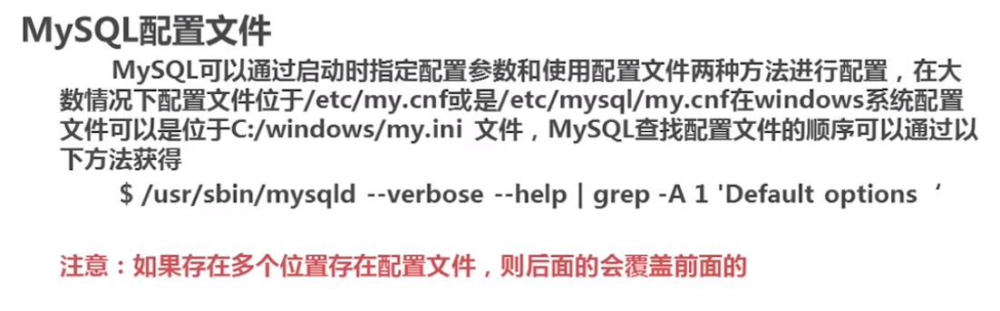 MySQL配置文件
MySQL可以通过启动时指定配置参数和使用配置文件两种方法进行配置，在大
数情况下配置文件位于/etc/my.cnf或是/etc/mysql/my.cnf在windows系统配置
文件可以是位于C:/windows/my.ini 文件，MySQL查找配置文件的顺序可以通过以
下方法获得
$ /usr/sbin/mysqld --verbose --help | grep -A 1 'Default options ‘
注意：如果存在多个位置存在配置文件，则后面的会覆盖前面的